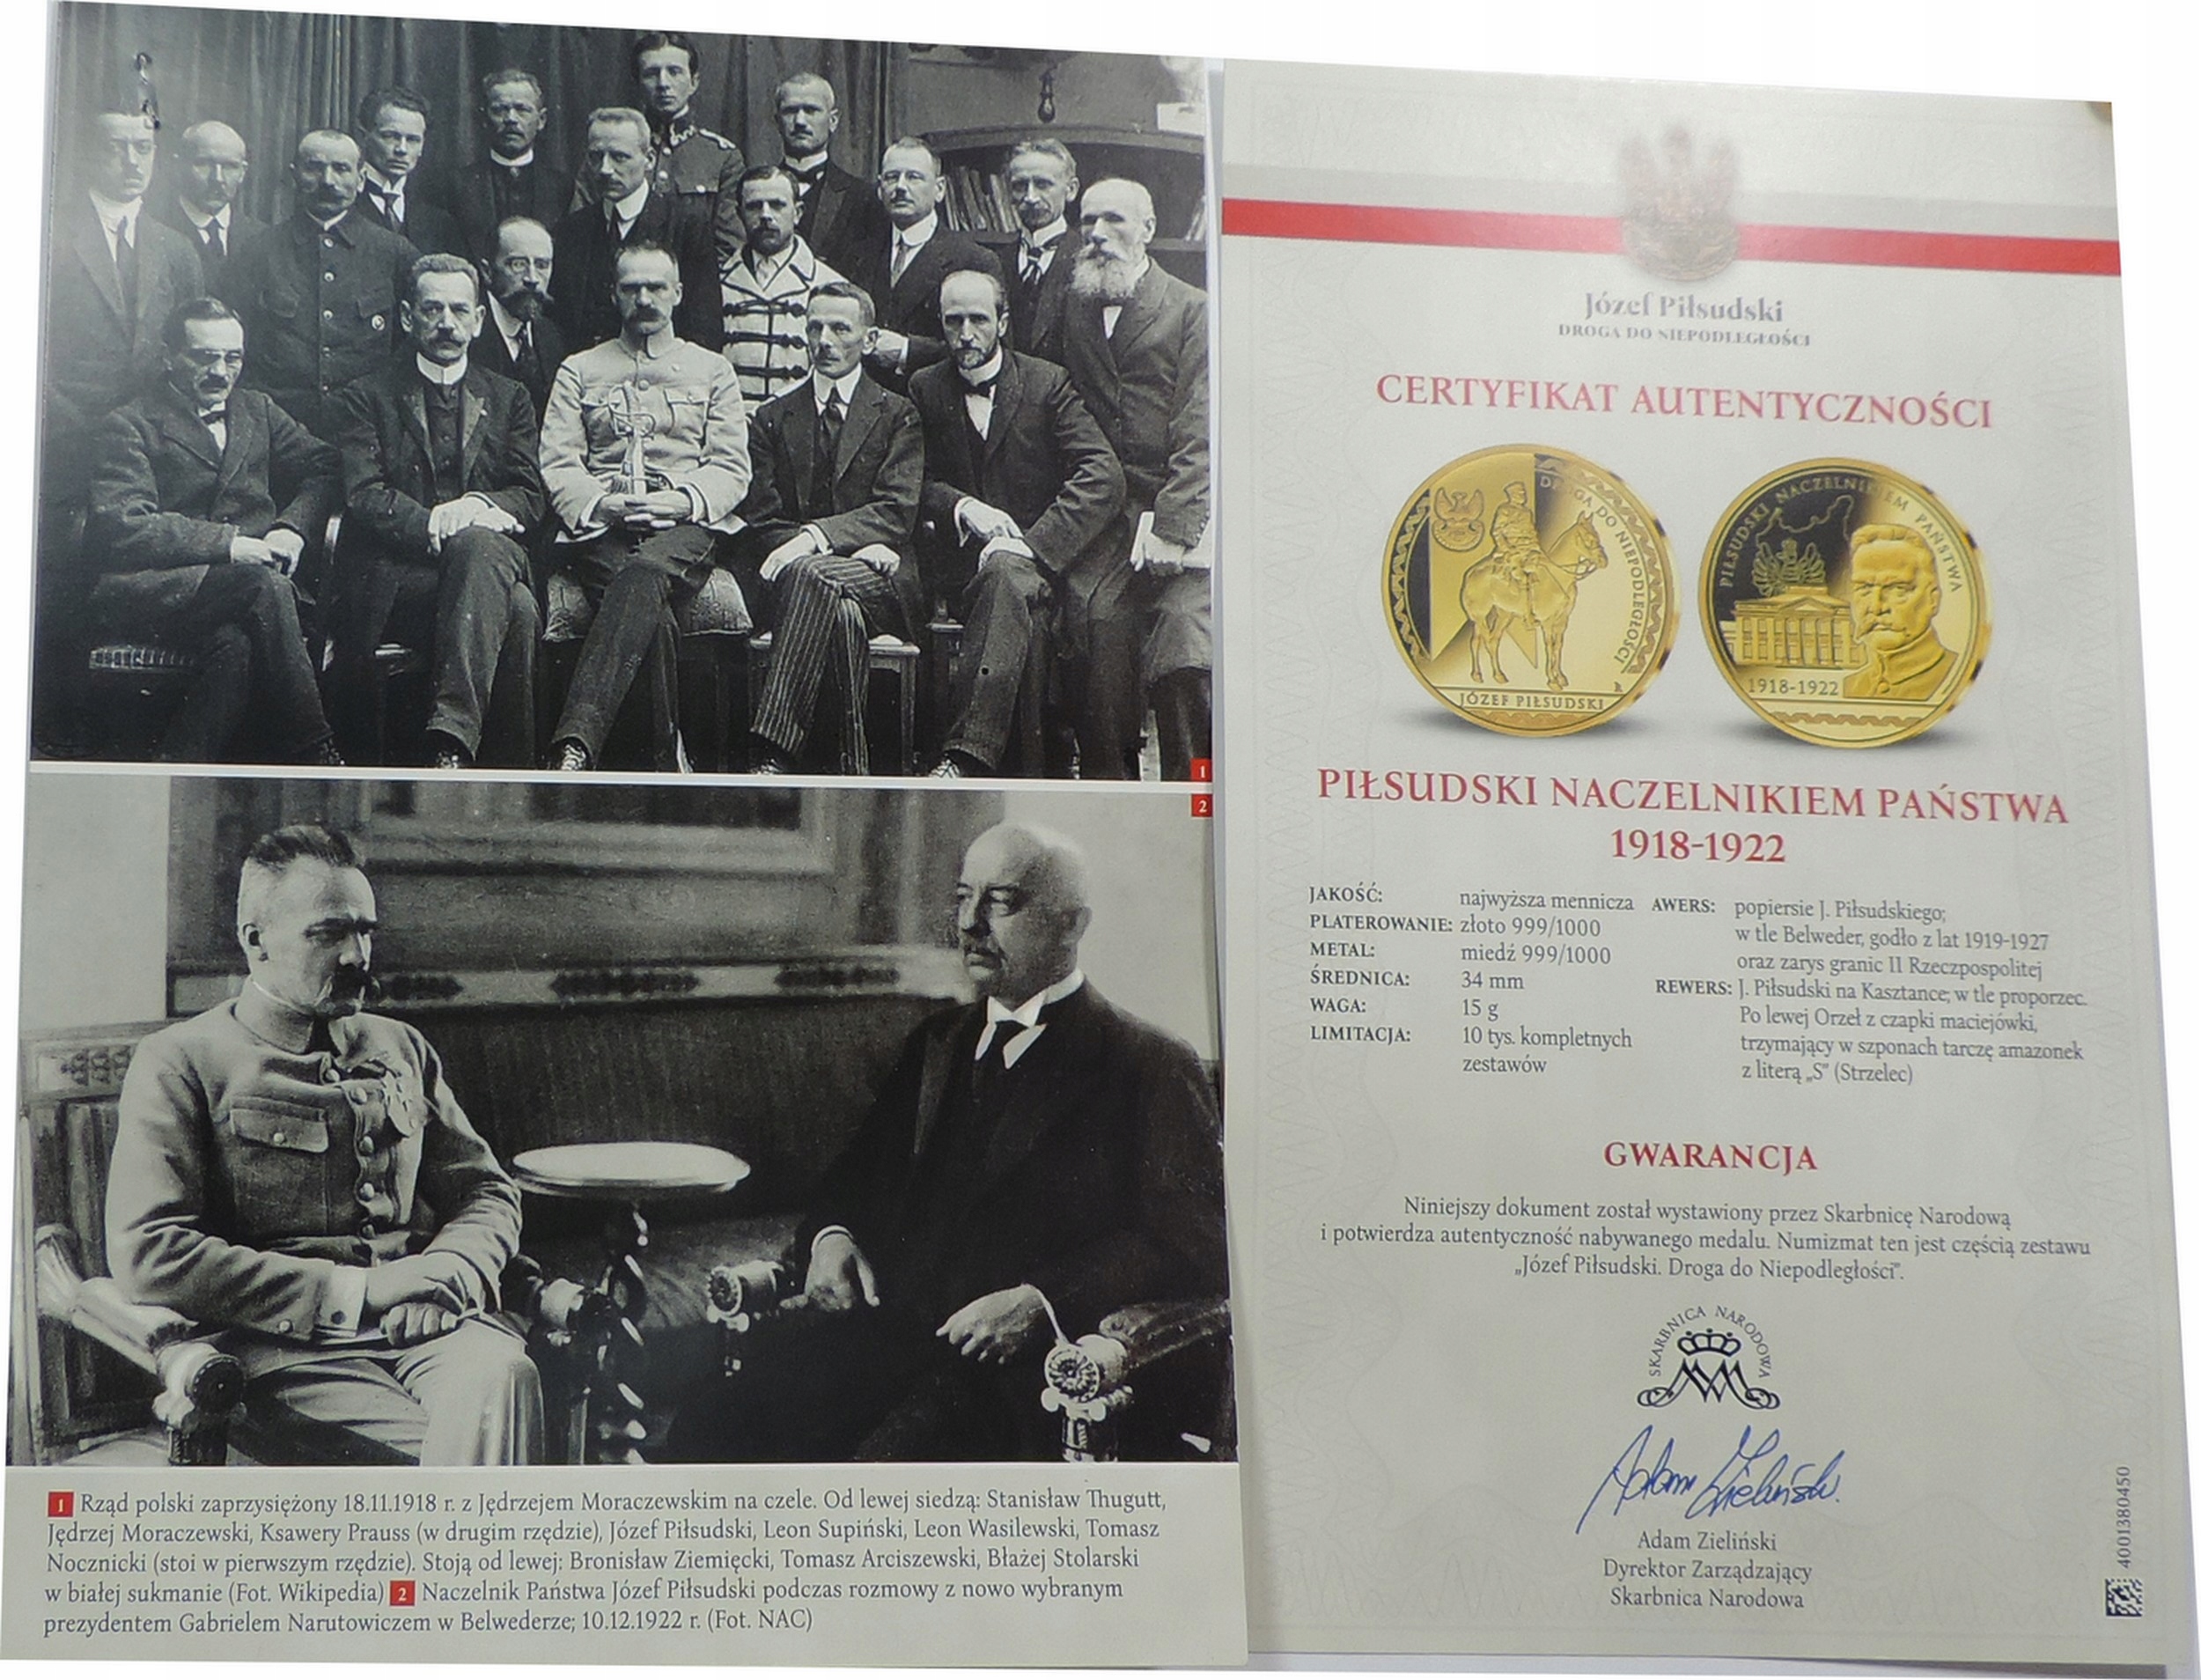 1
2
1 Rząd polski zaprzysiężony 18.11.1918 r. z Jędrzejem Moraczewskim na czele. Od lewej siedzą: Stanisław Thugutt,
Jędrzej Moraczewski, Ksawery Prauss (w drugim rzędzie), Józef Piłsudski, Leon Supiński, Leon Wasilewski, Tomasz
Nocznicki (stoi w pierwszym rzędzie). Stoją od lewej: Bronisław Ziemięcki, Tomasz Arciszewski, Błażej Stolarski
w białej sukmanie (Fot. Wikipedia) 2 Naczelnik Państwa Józef Piłsudski podczas rozmowy z nowo wybranym
prezydentem Gabrielem Narutowiczem w Belwederze; 10.12.1922 r. (Fot. NAC)
Józef Piłsudski
DROGA DO NIEPODLEGŁOŚCI
CERTYFIKAT AUTENTYCZNOŚCI
DROGA DO NIEPODLEGŁOŚCI
JÓZEF PIŁSUDSKI
PIŁSUDSKI NACZELNIKIEM PAŃSTWA
1918-1922
PIŁSUDSKI NACZELNIKIEM PAŃSTWA
1918-1922
JAKOŚĆ: najwyższa mennicza
PLATEROWANIE: złoto 999/1000
METAL: miedź 999/1000
ŚREDNICA: 34 mm
WAGA: 15 g
LIMITACJA: 10 tys. kompletnych
zestawów
AWERS: popiersie J. Piłsudskiego;
w tle Belweder, godło z lat 1919-1927
oraz zarys granic II Rzeczpospolitej
REWERS: J. Piłsudski na Kasztance; w tle proporzec.
Po lewej Orzeł z czapki maciejówki,
trzymający w szponach tarczę amazonek
z literą „S” (Strzelec)
GWARANCJA
Niniejszy dokument został wystawiony przez Skarbnicę Narodową
i potwierdza autentyczność nabywanego medalu. Numizmat ten jest częścią zestawu
„Józef Piłsudski. Droga do Niepodległości”.
SKARBNICA NARODOWA
Adam Zieliński
Adam Zieliński
Dyrektor Zarządzający
Skarbnica Narodowa
4001380450